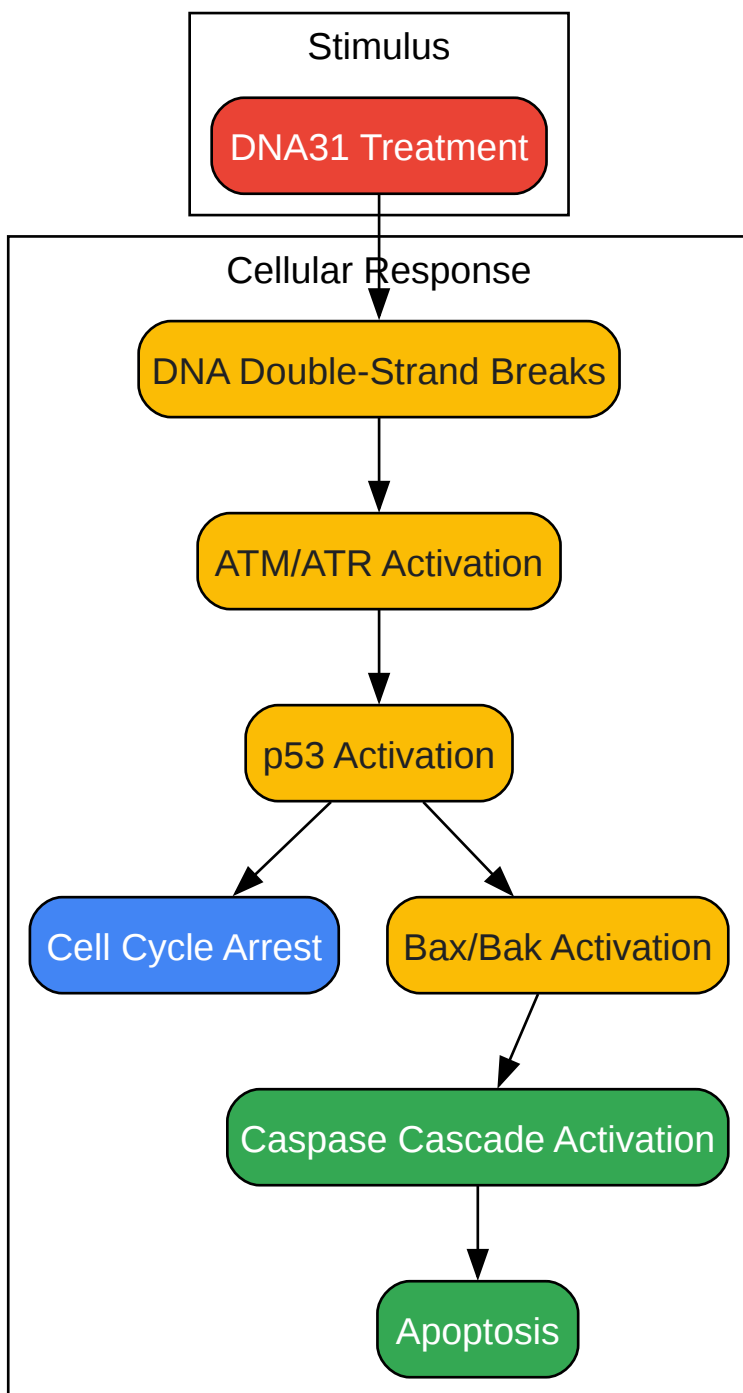 Stimulus
DNA31 Treatment
Cellular Response
DNA Double-Strand Breaks
ATM/ATR Activation
p53 Activation
Cell Cycle Arrest
Bax/Bak Activation
Caspase Cascade Activation
Apoptosis